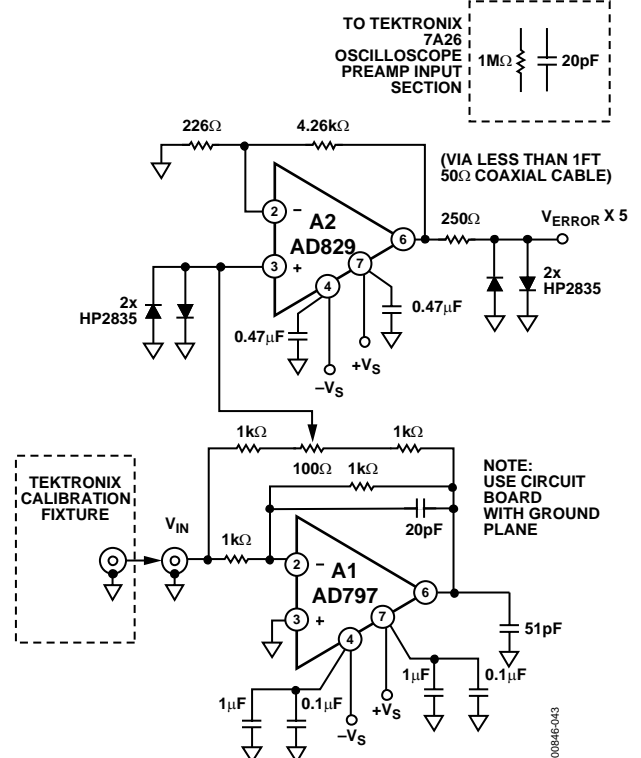 TO TEKTRONIX
7A26
OSCILLOSCOPE
PREAMP INPUT
SECTION
1MΩ
20pF
226Ω
4.26kΩ
(VIA LESS THAN 1FT
50Ω COAXIAL CABLE)
2
−
A2
AD829
6
250Ω
VERROR X 5
3
+
7
4
2x
HP2835
2x
HP2835
0.47μF
0.47μF
+VS
−VS
1kΩ
1kΩ
100Ω
1kΩ
TEKTRONIX
CALIBRATION
FIXTURE
VIN
NOTE:
USE CIRCUIT
BOARD
WITH GROUND
PLANE
20pF
1kΩ
2
−
A1
AD797
6
3
+
7
4
51pF
1μF
0.1μF
1μF
0.1μF
+VS
−VS
00846-043